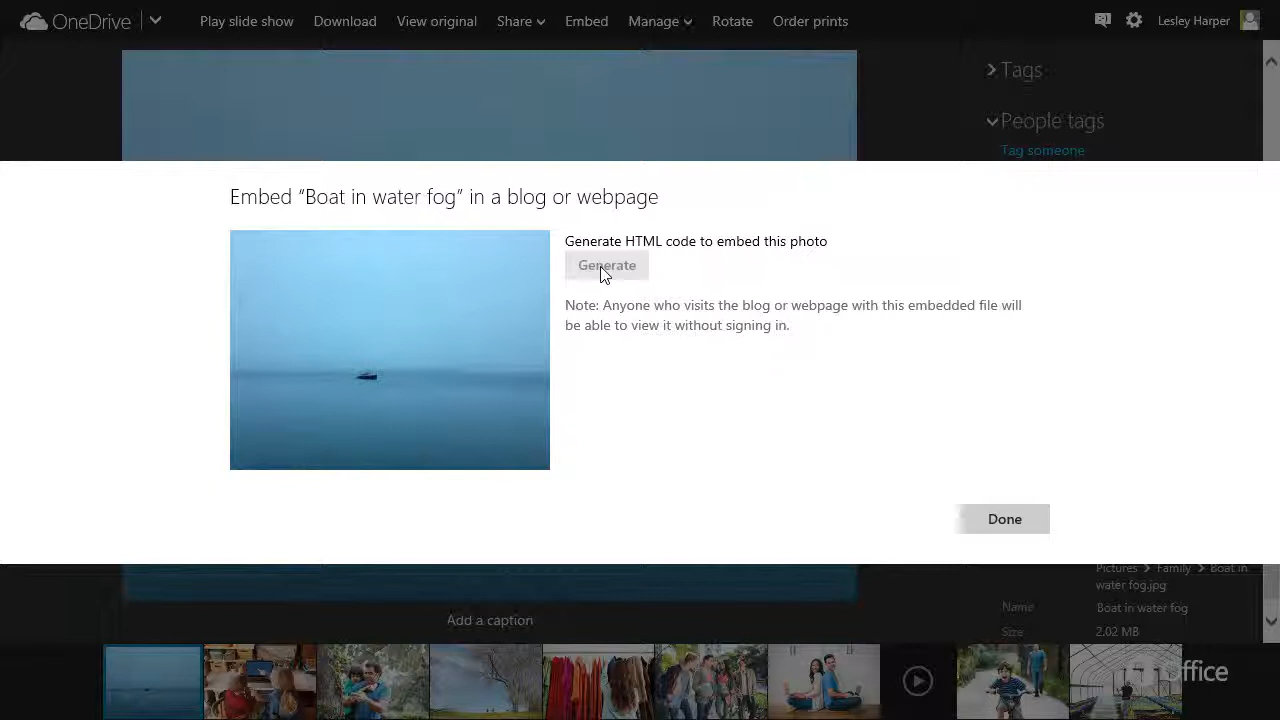 OneDrive Play slide show Download View original Share Embed Manage Rotate Order prints Lesley Harper
Tags
People tags
Tag someone
Embed “Boat in water fog” in a blog or webpage
Generate HTML code to embed this photo
Generate
Note: Anyone who visits the blog or webpage with this embedded file will
be able to view it without signing in.
Done
Pictures Family Boat in
water fog.jpg
Name Boat in water fog
Size 2.02 MB
Add a caption
Office